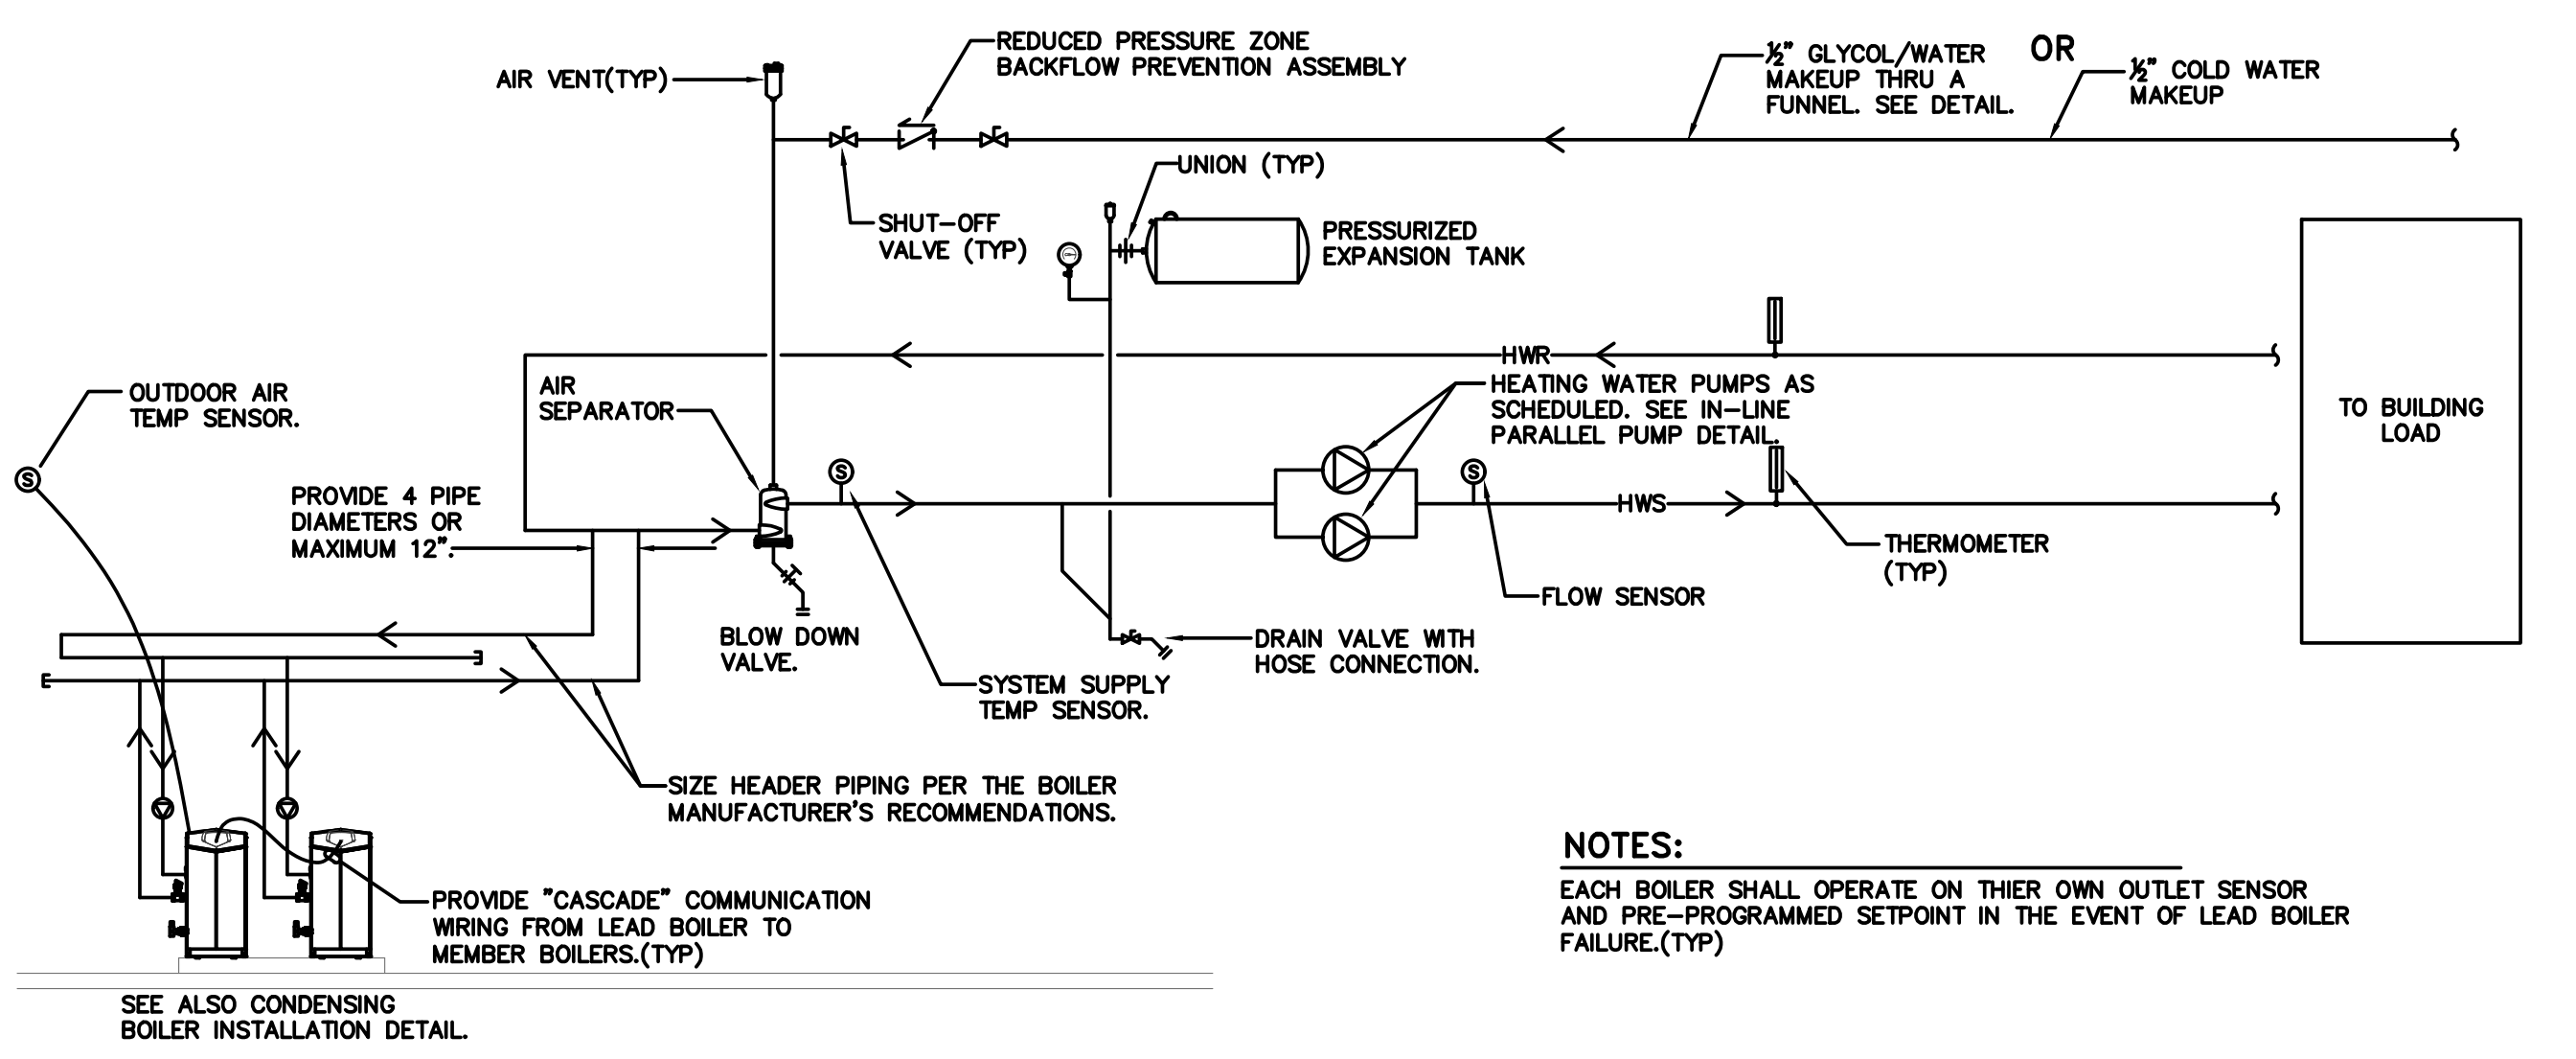 REDUCED PRESSURE ZONE
BACKFLOW PREVENTION ASSEMBLY
AIR VENT(TYP)
½" GLYCOL/WATER
MAKEUP THRU A
FUNNEL. SEE DETAIL.
OR
½" COLD WATER
MAKEUP
UNION (TYP)
SHUT-OFF
VALVE (TYP)
PRESSURIZED
EXPANSION TANK
HWR
AIR
SEPARATOR
HEATING WATER PUMPS AS
SCHEDULED. SEE IN-LINE
PARALLEL PUMP DETAIL.
TO BUILDING
LOAD
OUTDOOR AIR
TEMP SENSOR.
S
S
S
PROVIDE 4 PIPE
DIAMETERS OR
MAXIMUM 12".
HWS
THERMOMETER
(TYP)
FLOW SENSOR
BLOW DOWN
VALVE.
DRAIN VALVE WITH
HOSE CONNECTION.
SYSTEM SUPPLY
TEMP SENSOR.
SIZE HEADER PIPING PER THE BOILER
MANUFACTURER'S RECOMMENDATIONS.
PROVIDE "CASCADE" COMMUNICATION
WIRING FROM LEAD BOILER TO
MEMBER BOILERS.(TYP)
SEE ALSO CONDENSING
BOILER INSTALLATION DETAIL.
NOTES:
EACH BOILER SHALL OPERATE ON THIER OWN OUTLET SENSOR
AND PRE-PROGRAMMED SETPOINT IN THE EVENT OF LEAD BOILER
FAILURE.(TYP)